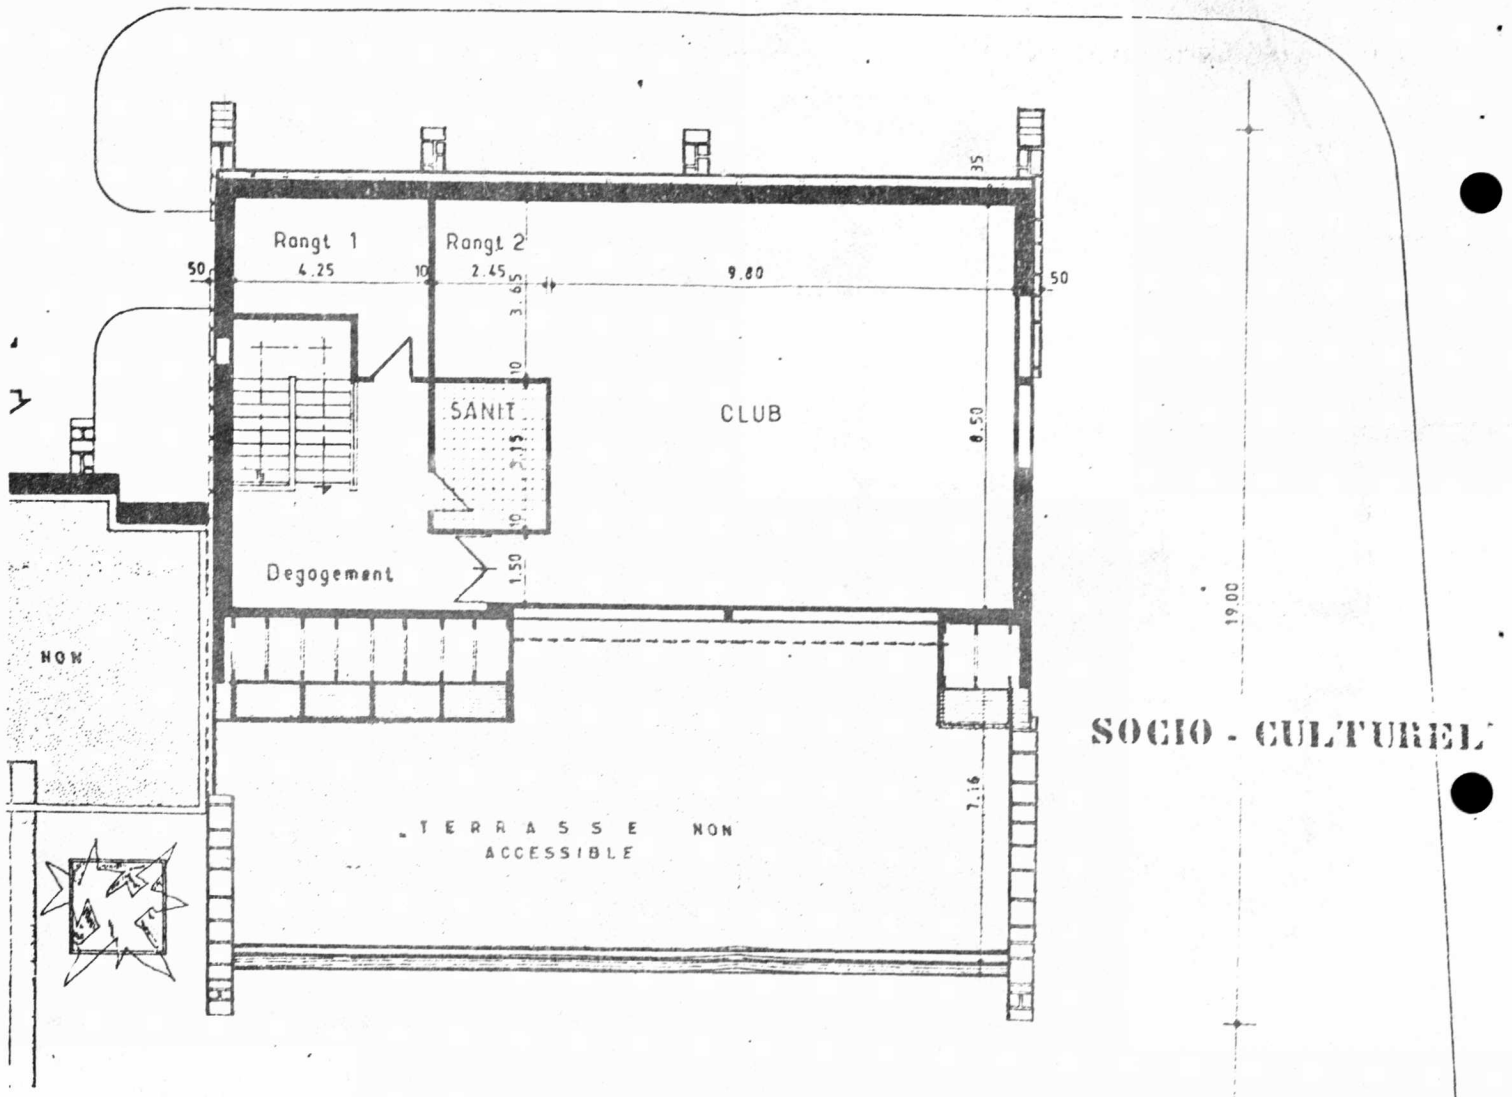 35
Rangt 1
Rangt 2
50
4.25
10
2.45
9.80
50
3.65
10
SANIT
CLUB
8.50
10
Degagement
1.50
19.00
NON
SOCIO - CULTUREL
7.16
TERRASSE NON
ACCESSIBLE